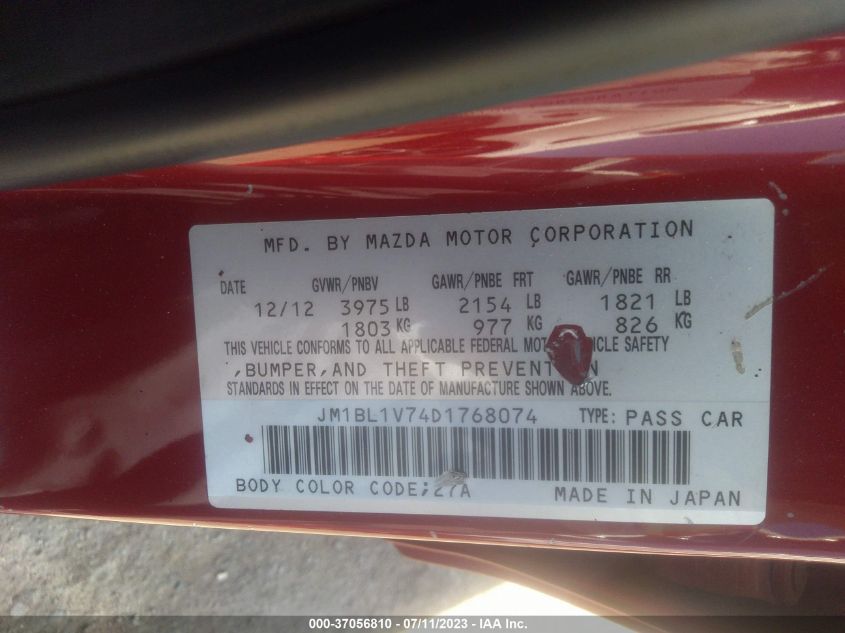 MFD. BY MAZDA MOTOR CORPORATION
DATE GVWR/PNBV GAWR/PNBE FRT GAWR/PNBE RR
12/12 3975 LB 2154 LB 1821 LB
1803 KG 977 KG 826 KG
THIS VEHICLE CONFORMS TO ALL APPLICABLE FEDERAL SAFETY
,BUMPER,AND THEFT
STANDARDS IN EFFECT ON THE DATE OF MANUFACTURE SHOWN ABOVE.
JM1BL1V74D1768074 TYPE: PASS CAR
BODY COLOR CODE;27A MADE IN JAPAN
000-37056810 - 07/11/2023 - IAA Inc.